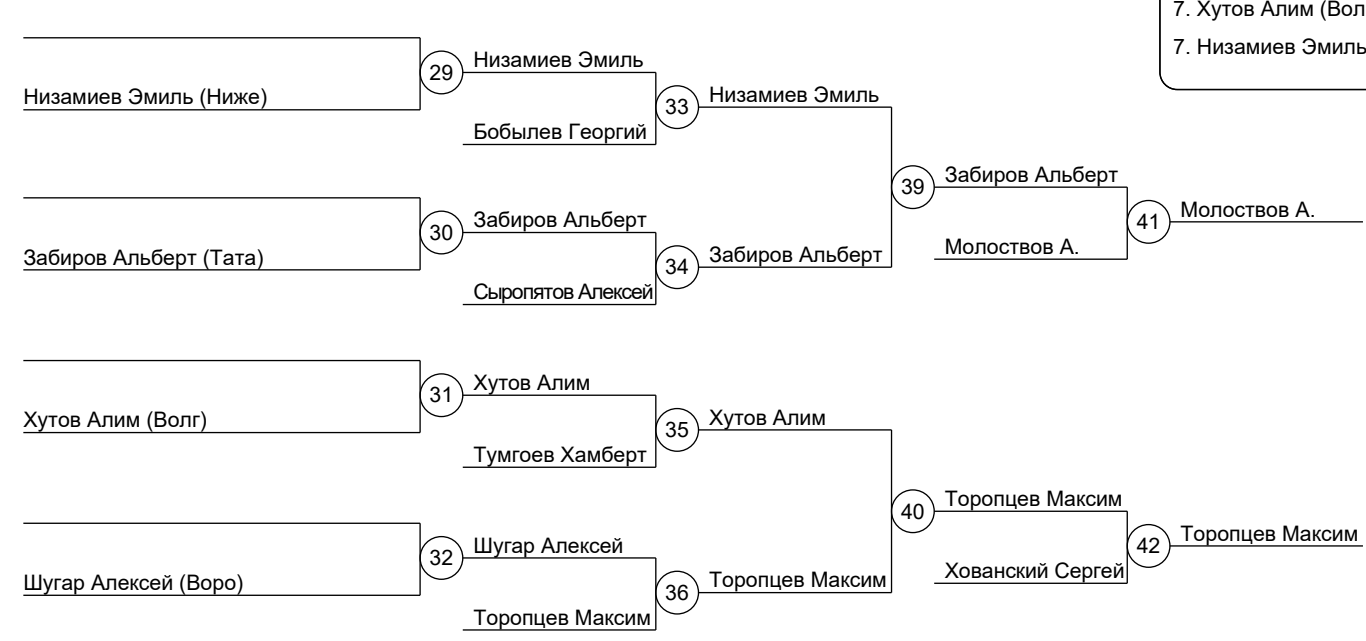 7. Хутов Алим (Вол
7. Низамиев Эмиль
29
Низамиев Эмиль
Низамиев Эмиль (Ниже)
33
Низамиев Эмиль
Бобылев Георгий
39
Забиров Альберт
30
Забиров Альберт
Забиров Альберт (Тата)
34
Забиров Альберт
Сыропятов Алексей
Молоствов А.
41
Молоствов А.
31
Хутов Алим
Хутов Алим (Волг)
35
Хутов Алим
Тумгоев Хамберт
40
Торопцев Максим
32
Шугар Алексей
Шугар Алексей (Воро)
36
Торопцев Максим
Торопцев Максим
Хованский Сергей
42
Торопцев Максим